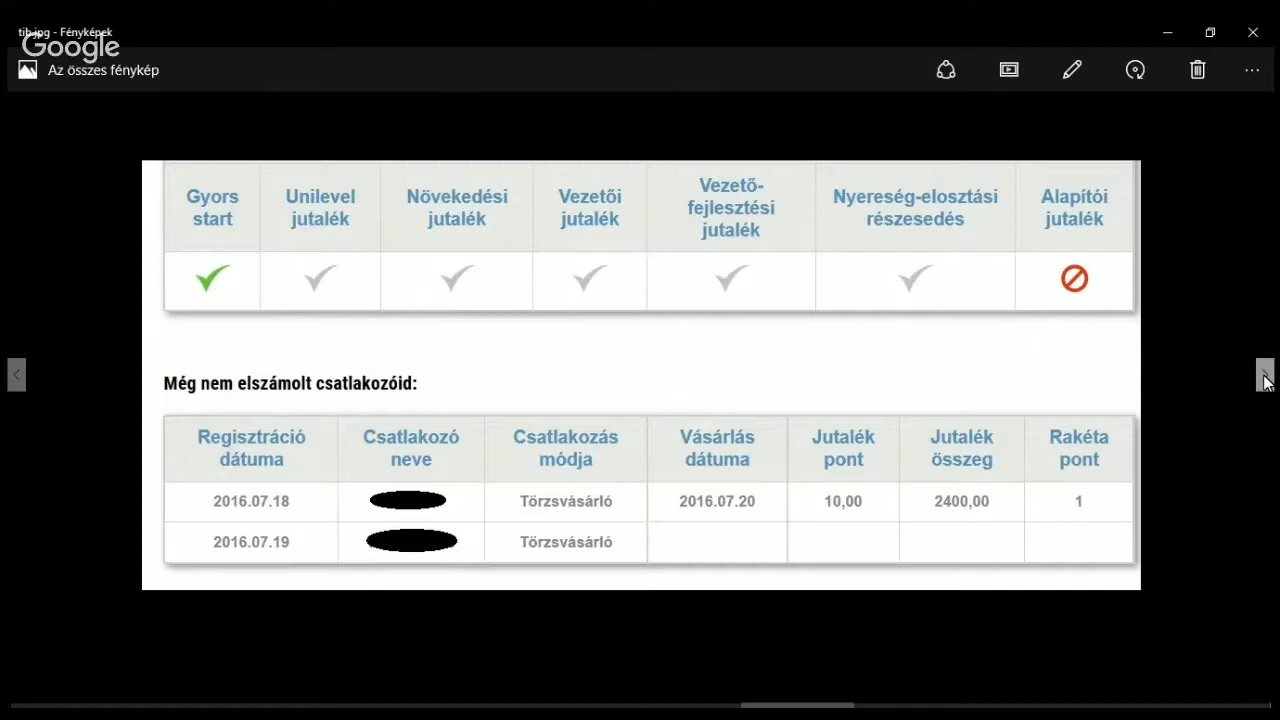 tib.jpg - Fényképek
Google
Az összes fénykép
Gyors start
Unilevel jutalék
Növekedési jutalék
Vezetői jutalék
Vezető-fejlesztési jutalék
Nyereség-elosztási részesedés
Alapítói jutalék
Még nem elszámolt csatlakozóid:
Regisztráció dátuma
Csatlakozó neve
Csatlakozás módja
Vásárlás dátuma
Jutalék pont
Jutalék összeg
Rakéta pont
2016.07.18 Törzsvásárló 2016.07.20 10,00 2400,00 1
2016.07.19 Törzsvásárló